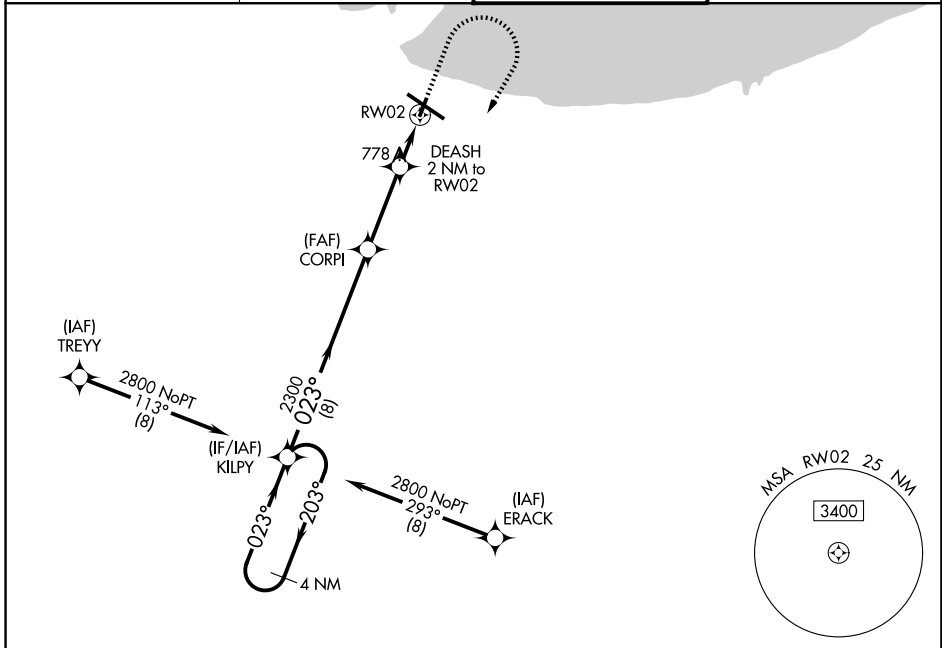 RW02
778
DEASH
2 NM to
RW02
(FAF)
CORPI
(IAF)
TREYY
2800 NoPT
113°
(8)
2300
023°
(8)
(IF/IAF)
KILPY
2800 NoPT
293°
(8)
(IAF)
ERACK
023°
203°
4 NM
MSA RW02 25 NM
3400